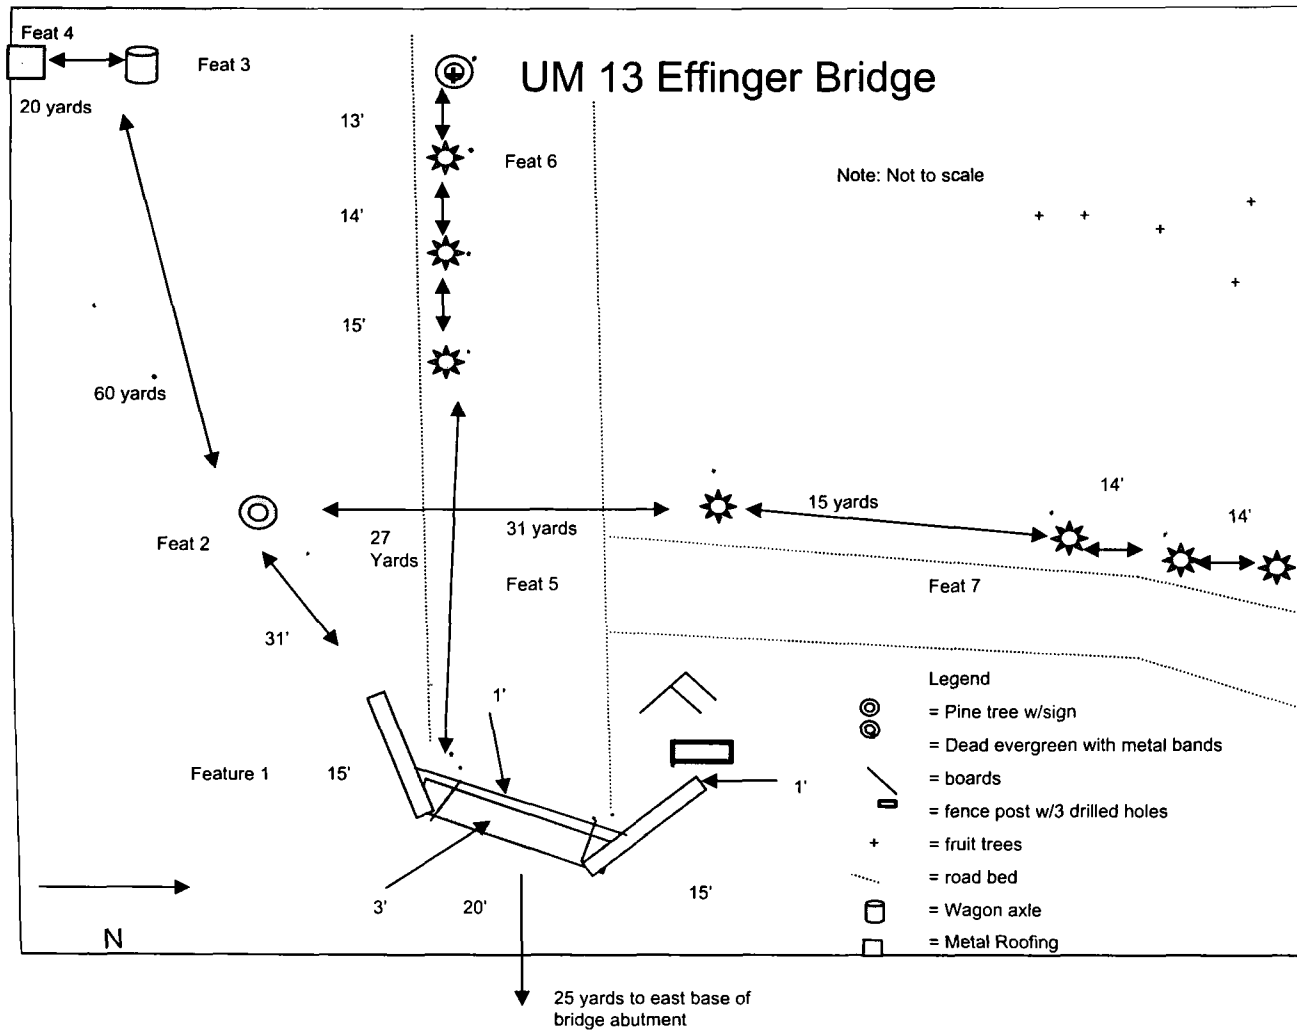 Feat 4
Feat 3
UM 13 Effinger Bridge
20 yards
13'
Feat 6
Note: Not to scale
14'
15'
60 yards
15 yards
14'
14'
Feat 2
27
Yards
31 yards
Feat 5
Feat 7
31'
Legend
1'
= Pine tree w/sign
= Dead evergreen with metal bands
Feature 1
15'
1'
= boards
= fence post w/3 drilled holes
= fruit trees
= road bed
3'
20'
15'
= Wagon axle
N
= Metal Roofing
25 yards to east base of
bridge abutment